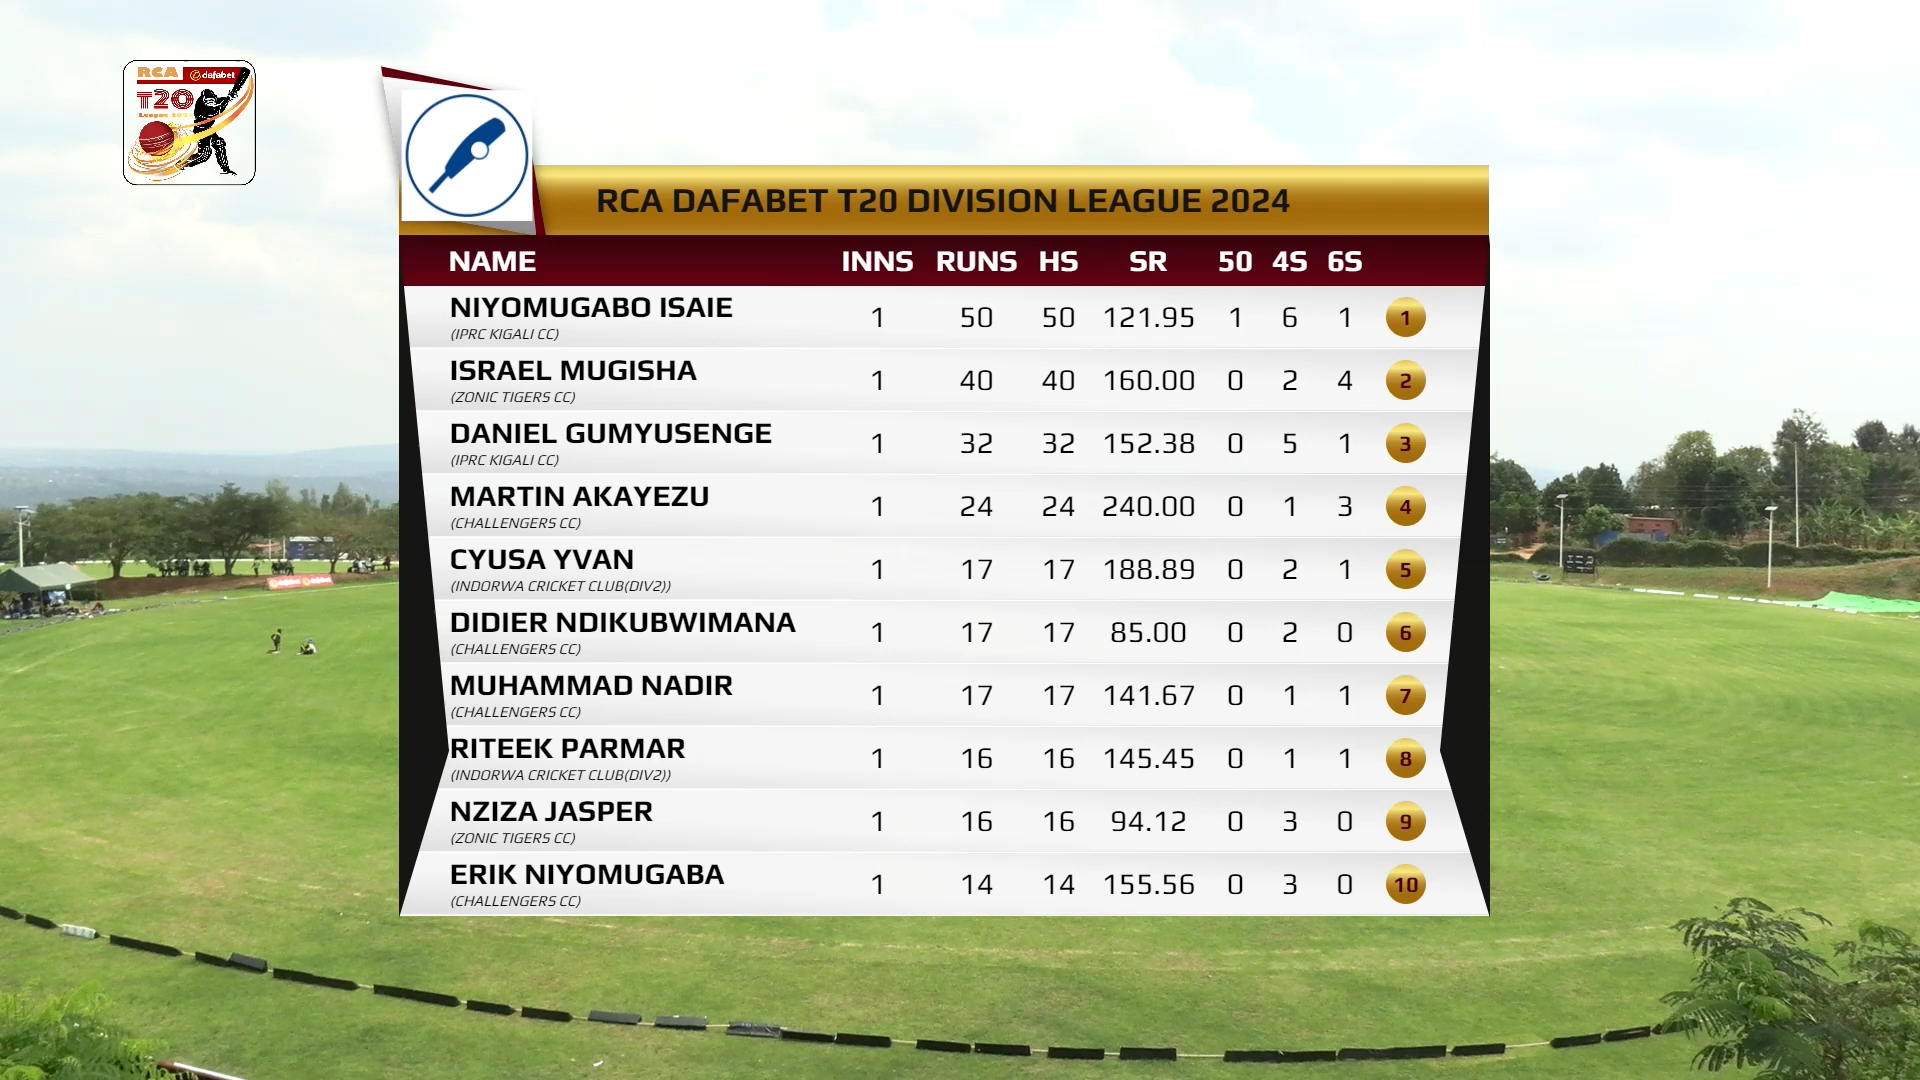 RCA dafabet
T20
RCA DAFABET T20 DIVISION LEAGUE 2024
NAME INNS RUNS HS SR 50 4S 6S
NIYOMUGABO ISAIE 1 50 50 121.95 1 6 1 1
(IPRC KIGALI CC)
ISRAEL MUGISHA 1 40 40 160.00 0 2 4 2
(ZONIC TIGERS CC)
DANIEL GUMYUSENGE 1 32 32 152.38 0 5 1 3
(IPRC KIGALI CC)
MARTIN AKAYEZU 1 24 24 240.00 0 1 3 4
(CHALLENGERS CC)
CYUSA YVAN 1 17 17 188.89 0 2 1 5
(INDORWA CRICKET CLUB(DIV2))
DIDIER NDIKUBWIMANA 1 17 17 85.00 0 2 0 6
(CHALLENGERS CC)
MUHAMMAD NADIR 1 17 17 141.67 0 1 1 7
(CHALLENGERS CC)
RITEEK PARMAR 1 16 16 145.45 0 1 1 8
(INDORWA CRICKET CLUB(DIV2))
NZIZA JASPER 1 16 16 94.12 0 3 0 9
(ZONIC TIGERS CC)
ERIK NIYOMUGABA 1 14 14 155.56 0 3 0 10
(CHALLENGERS CC)